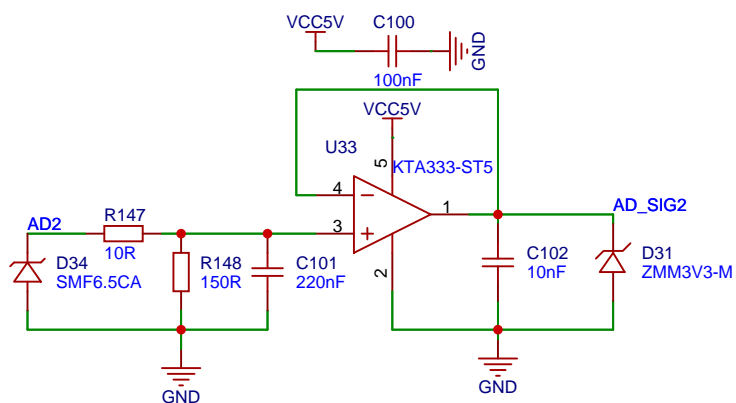 VCC5V
C100
100nF
GND
VCC5V
U33
KTA333-ST5
5
4
3
1
2
AD2
R147
10R
AD_SIG2
D34
SMF6.5CA
R148
150R
C101
220nF
C102
10nF
D31
ZMM3V3-M
GND
GND